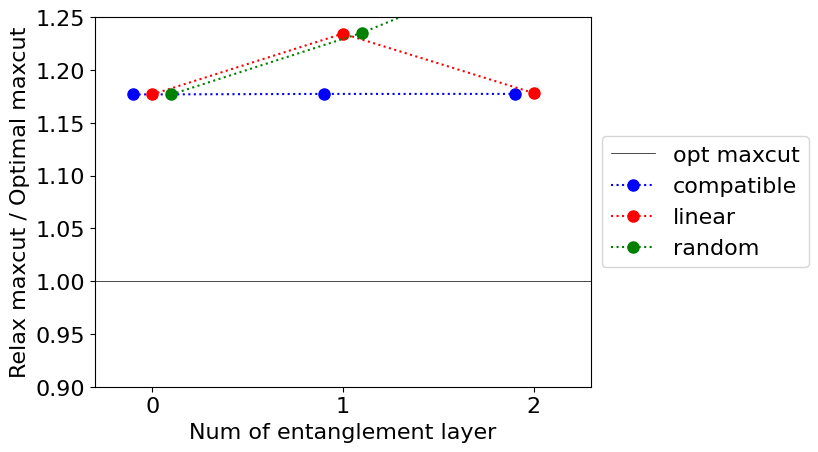 Relax maxcut / Optimal maxcut
1.25
1.20
1.15
1.10
1.05
1.00
0.95
0.90
0 1 2
Num of entanglement layer
opt maxcut
compatible
linear
random